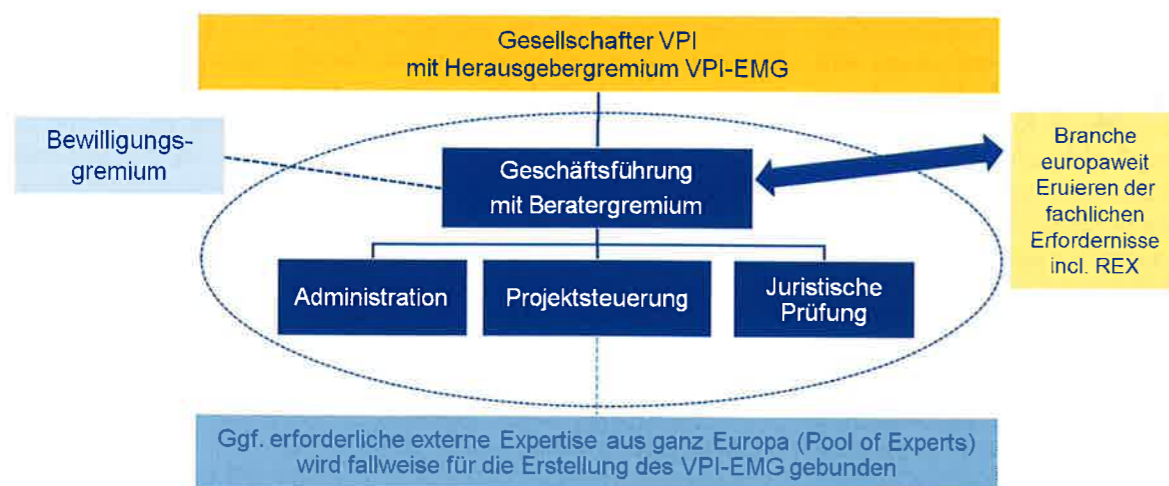 Gesellschafter VPI
mit Herausgebergremium VPI-EMG
Bewilligungs-
gremium
Geschäftsführung
mit Beratergremium
Branche
europaweit
Eruieren der
fachlichen
Erfordernisse
incl. REX
Administration
Projektsteuerung
Juristische
Prüfung
Ggf. erforderliche externe Expertise aus ganz Europa (Pool of Experts)
wird fallweise für die Erstellung des VPI-EMG gebunden